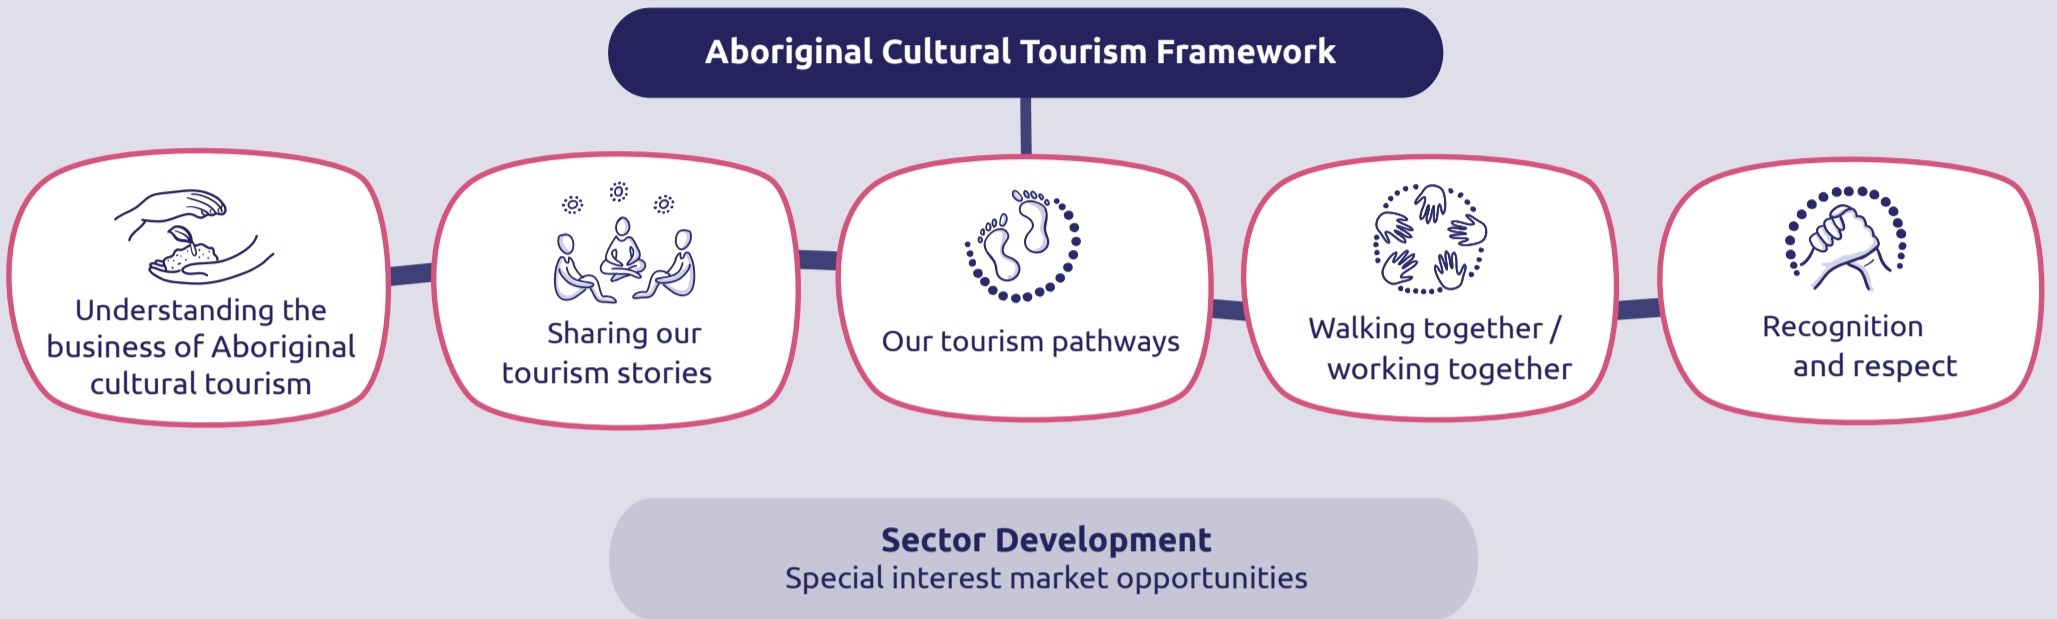 Aboriginal Cultural Tourism Framework
Understanding the
business of Aboriginal
cultural tourism
Sharing our
tourism stories
Our tourism pathways
Walking together /
working together
Recognition
and respect
Sector Development
Special interest market opportunities